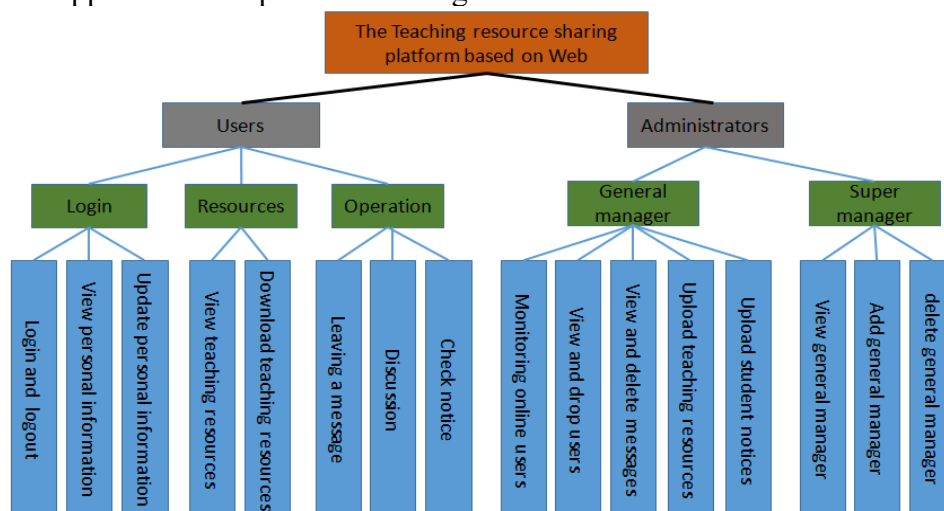 The Teaching resource sharing
platform based on Web
Users
Administrators
Login
Resources
Operation
General
manager
Super
manager
Login and logout
View personal information
Update personal information
View teaching resources
Download teaching resources
Leaving a message
Discussion
Check notice
Monitoring online users
View and drop users
View and delete messages
Upload teaching resources
Upload student notices
View general manager
Add general manager
delete general manager